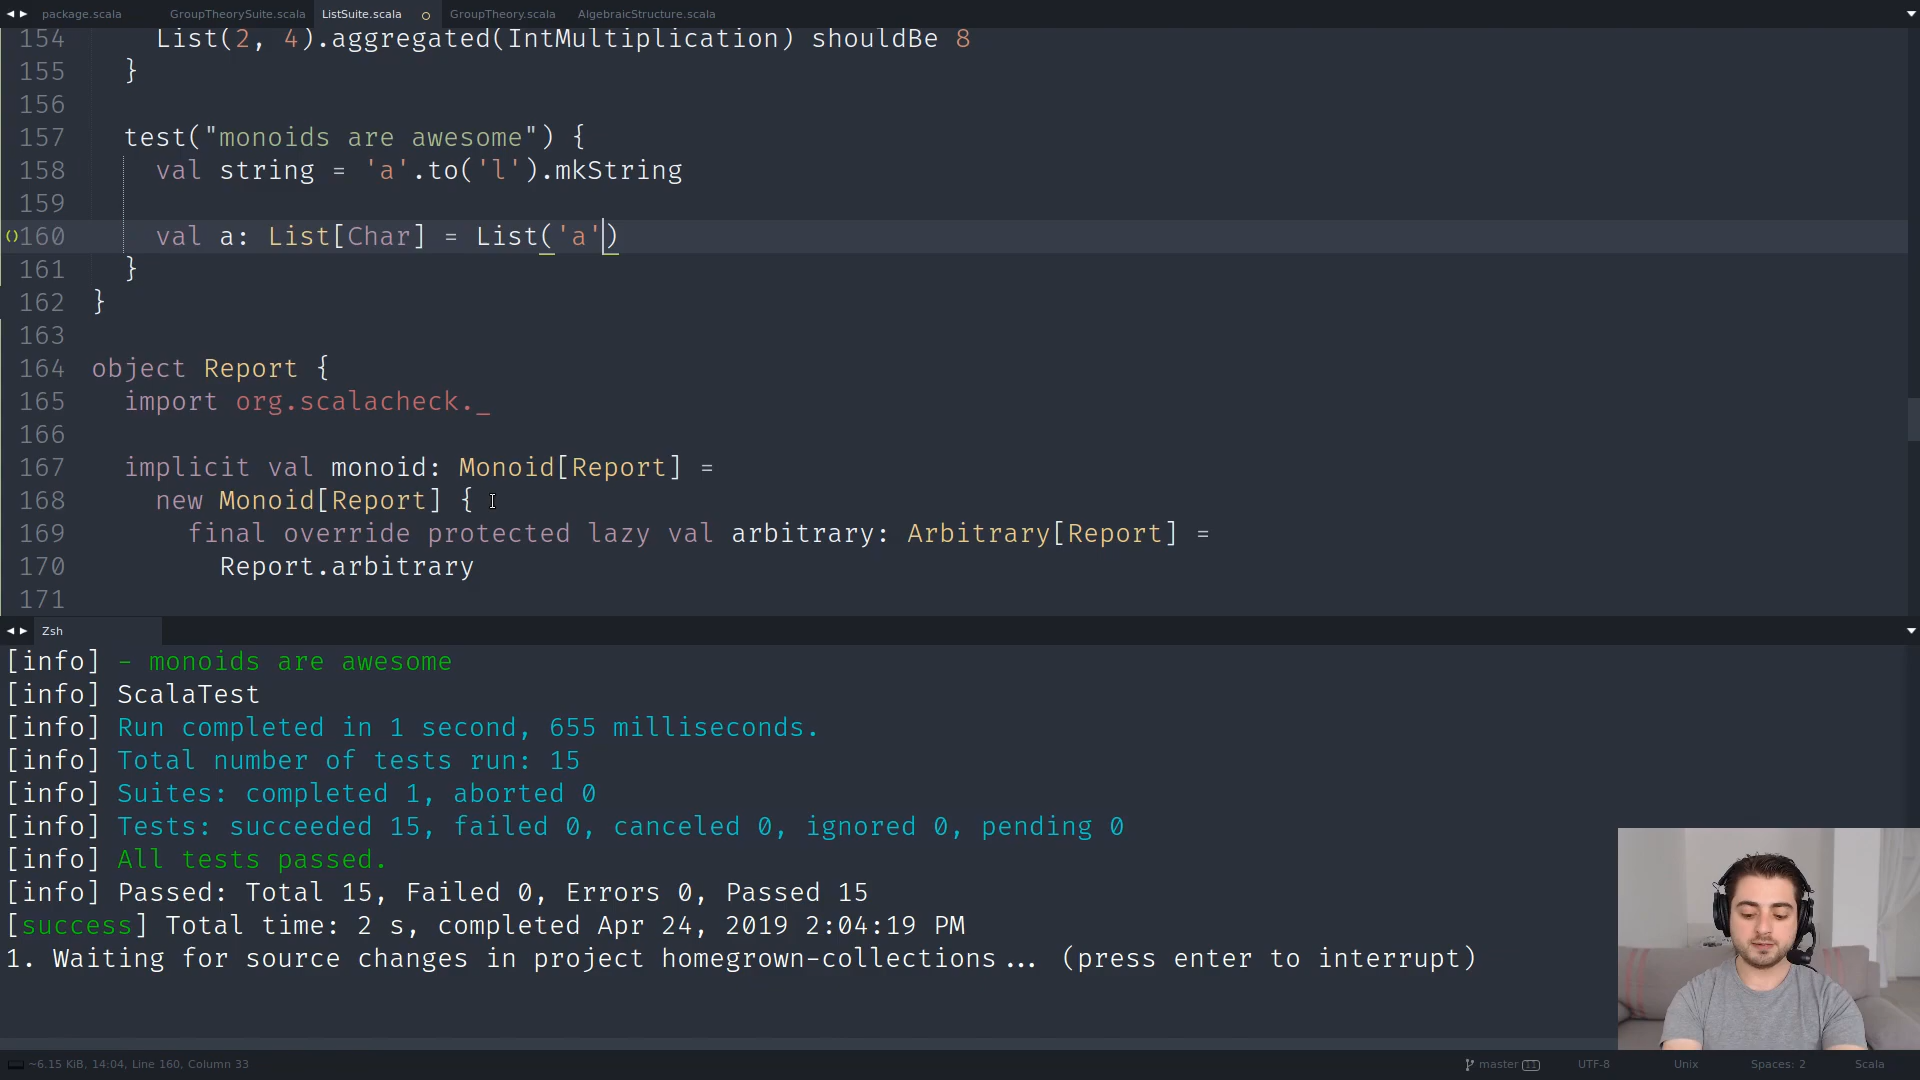 package.scala GroupTheorySuite.scala ListSuite.scala GroupTheory.scala AlgebraicStructure.scala
154 List(2, 4).aggregated(IntMultiplication) shouldBe 8
155 }
156
157 test("monoids are awesome") {
158 val string = 'a'.to('l').mkString
159
160 val a: List[Char] = List('a')
161 }
162 }
163
164 object Report {
165 import org.scalacheck._
166
167 implicit val monoid: Monoid[Report] =
168 new Monoid[Report] {
169 final override protected lazy val arbitrary: Arbitrary[Report] =
170 Report.arbitrary
171
Zsh
[info] - monoids are awesome
[info] ScalaTest
[info] Run completed in 1 second, 655 milliseconds.
[info] Total number of tests run: 15
[info] Suites: completed 1, aborted 0
[info] Tests: succeeded 15, failed 0, canceled 0, ignored 0, pending 0
[info] All tests passed.
[info] Passed: Total 15, Failed 0, Errors 0, Passed 15
[success] Total time: 2 s, completed Apr 24, 2019 2:04:19 PM
1. Waiting for source changes in project homegrown-collections... (press enter to interrupt)
~6.15 KiB, 14:04, Line 160, Column 33 master 11 UTF-8 Unix Spaces: 2 Scala